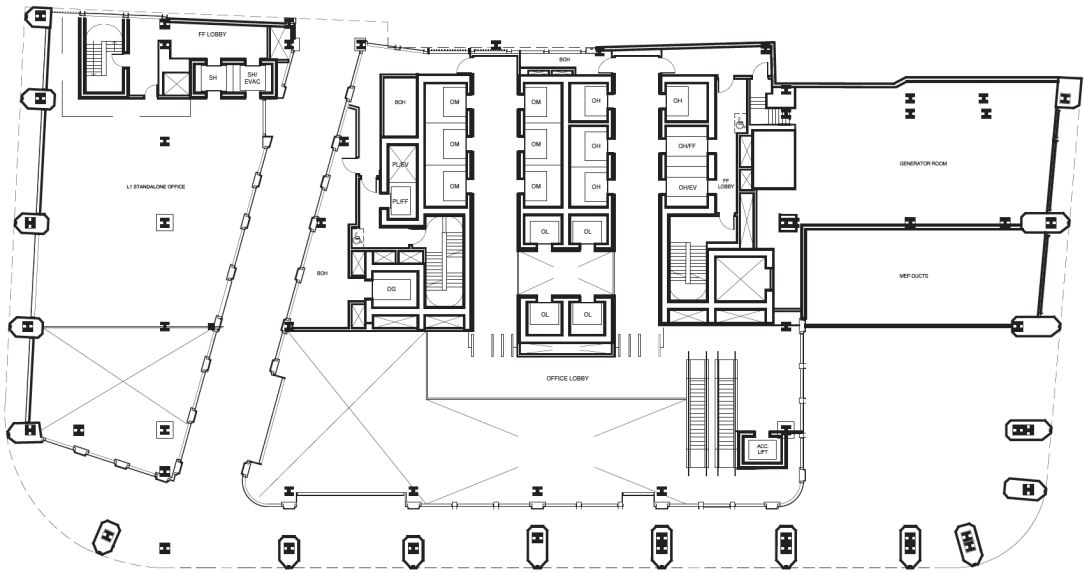 FF LOBBY
SH
SH/
EVAC
BOH
BOH
OM
OM
OH
OH
OM
OM
OH
OH/FF
PL/EV
OM
OM
OH
OH/EV
PL/FF
FF
LOBBY
GENERATOR ROOM
L1 STANDALONE OFFICE
OL
OL
BOH
OG
MEP DUCTS
OL
OL
OFFICE LOBBY
ACC.
LIFT